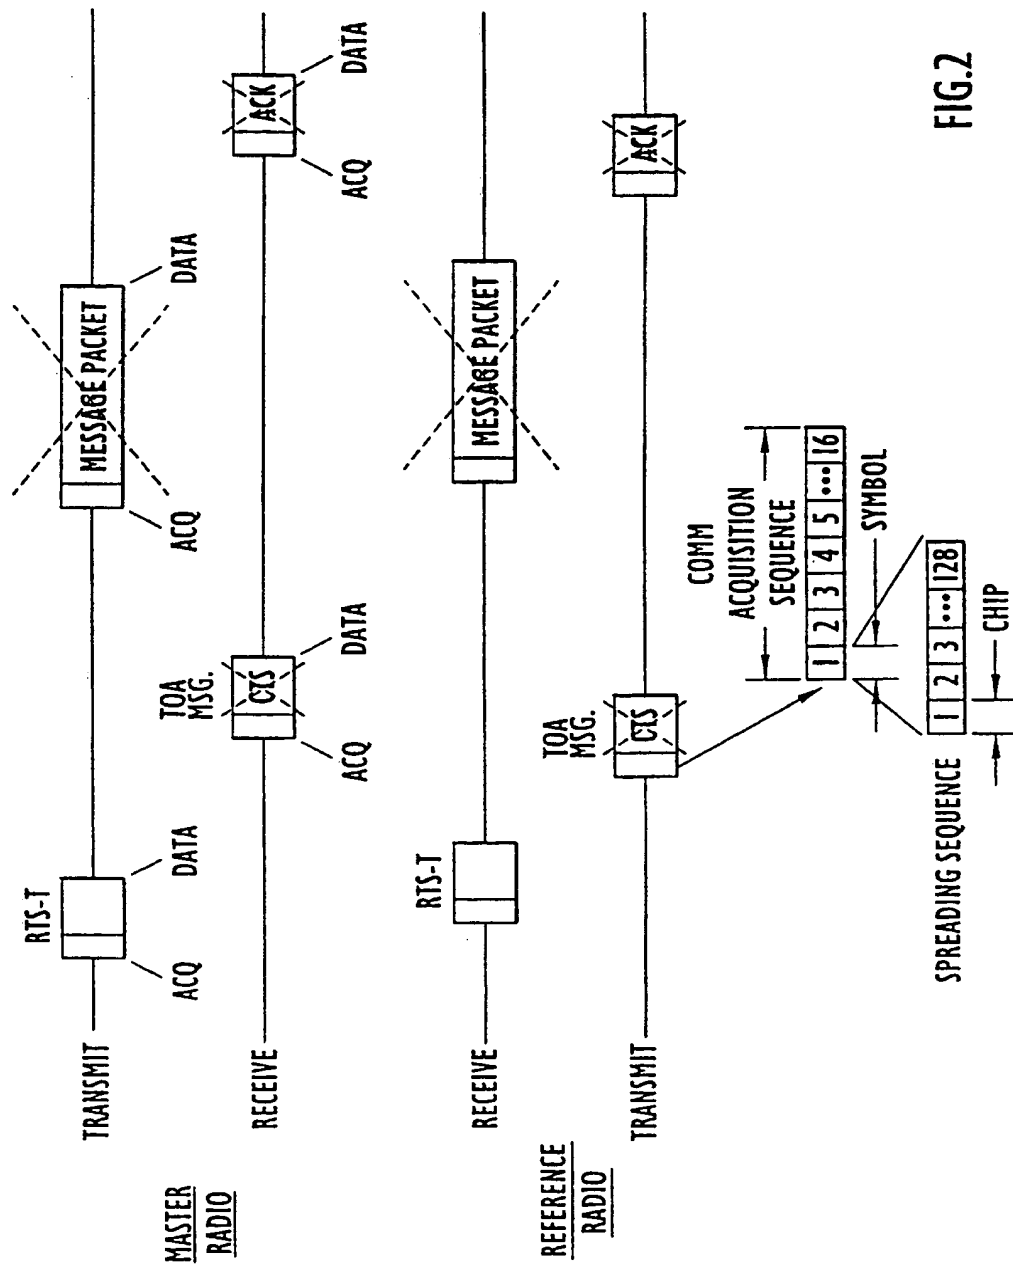 MASTER
RADIO
TRANSMIT
RTS-T
ACQ
DATA
MESSAGE PACKET
ACQ
DATA
RECEIVE
TOA
MSG.
CTS
ACQ
DATA
ACK
ACQ
DATA
REFERENCE
RADIO
RECEIVE
RTS-T
MESSAGE PACKET
TRANSMIT
TOA
MSG.
CTS
ACK
COMM
ACQUISITION
SEQUENCE
1 2 3 4 5 ••• 16
SYMBOL
SPREADING SEQUENCE
1 2 3 ••• 128
CHIP
FIG.2